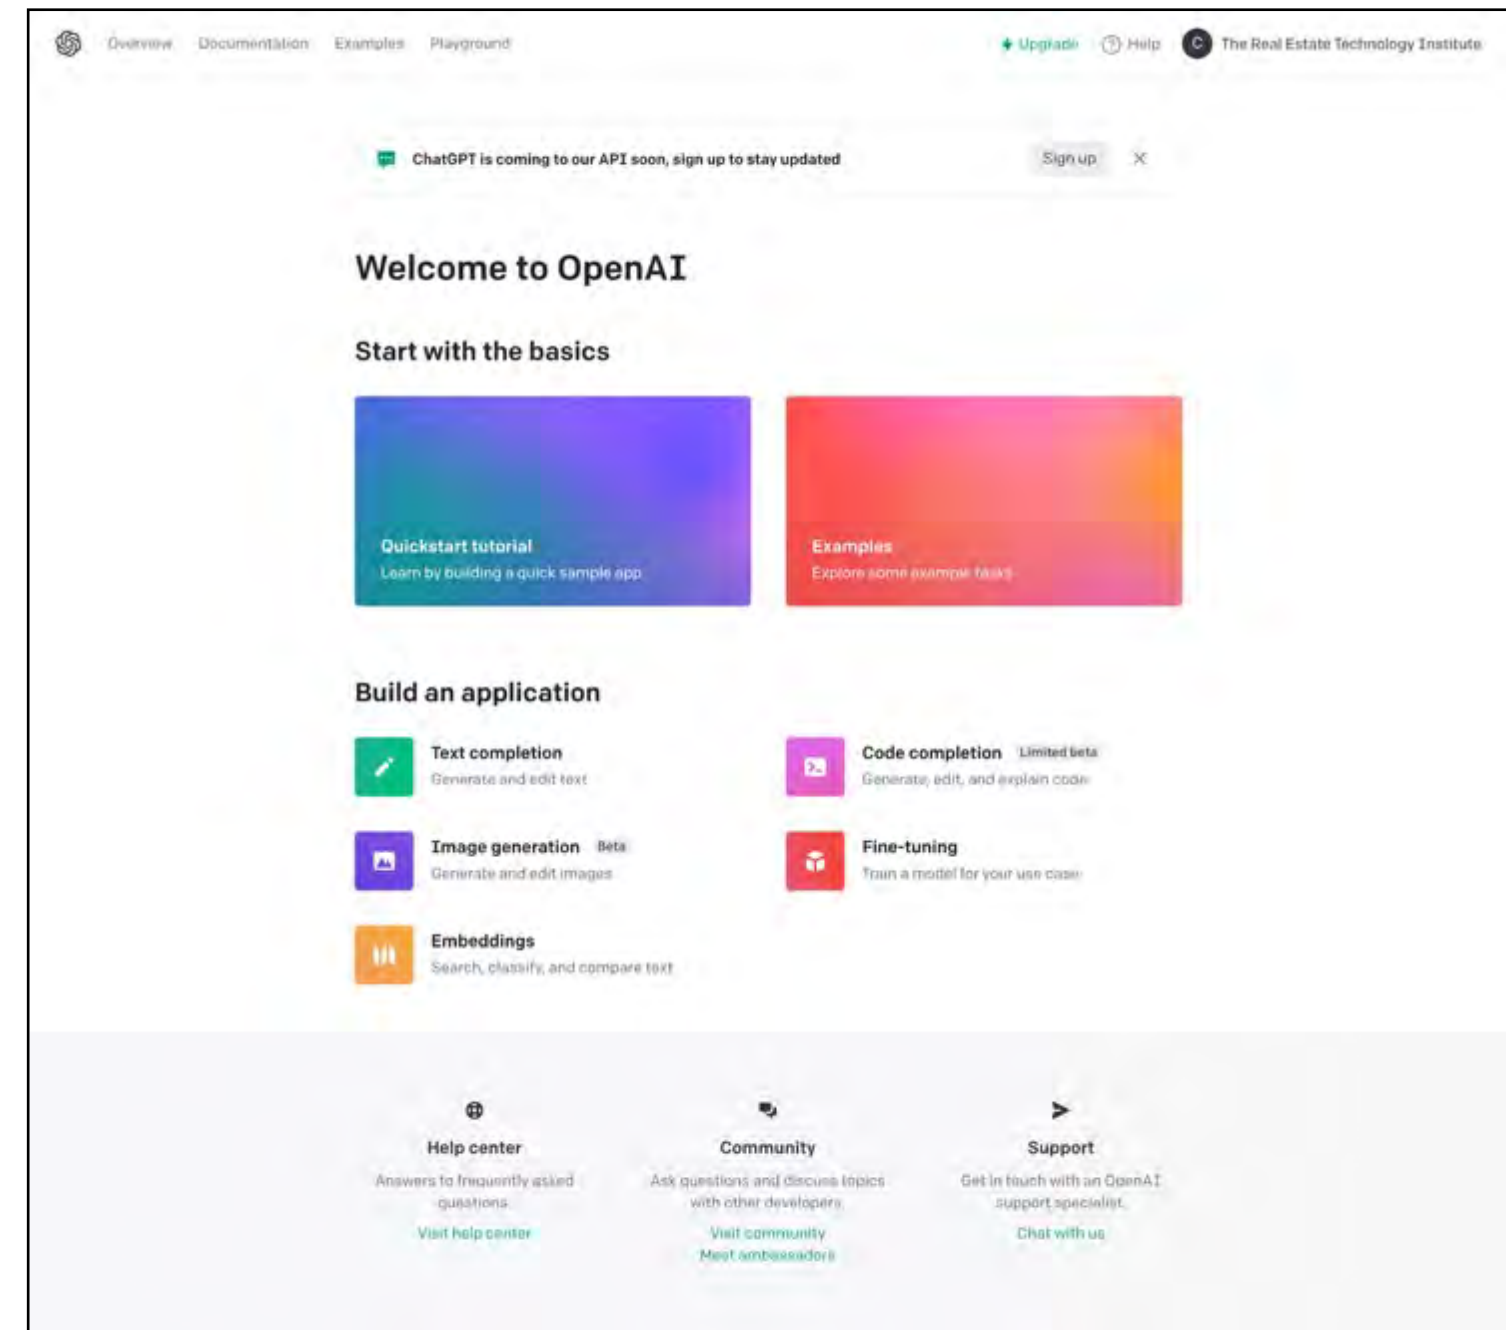 Overview Documentation Examples Playground Upgrade Help C The Real Estate Technology Institute
ChatGPT is coming to our API soon, sign up to stay updated Sign up
Welcome to OpenAI
Start with the basics
Quickstart tutorial
Learn by building a quick sample app
Examples
Explore some example tasks
Build an application
Text completion
Generate and edit text
Code completion Limited beta
Generate, edit, and explain code
Image generation Beta
Generate and edit images
Fine-tuning
Train a model for your use case
Embeddings
Search, classify, and compare text
Help center
Answers to frequently asked
questions
Visit help center
Community
Ask questions and discuss topics
with other developers
Visit community
Meet ambassadors
Support
Get in touch with an OpenAI
support specialist.
Chat with us